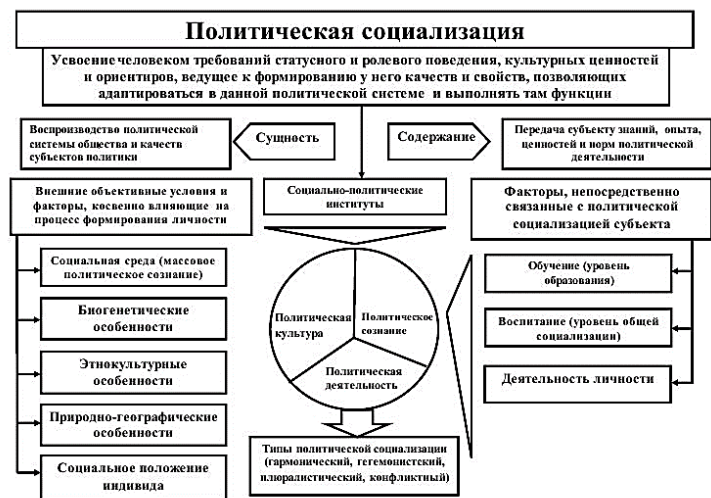 Политическая социализация
Усвоение человеком требований статусного и ролевого поведения, культурных ценностей
и ориентиров, ведущее к формированию у него качеств и свойств, позволяющих
адаптироваться в данной политической системе и выполнять там функции
Воспроизводство политической
системы общества и качеств
субъектов политики
Сущность
Содержание
Передача субъекту знаний, опыта,
ценностей и норм политической
деятельности
Внешние объективные условия и
факторы, косвенно влияющие на
процесс формирования личности
Социально-политические
институты
Факторы, непосредственно
связанные с политической
социализацией субъекта
Социальная среда (массовое
политическое сознание)
Биогенетические
особенности
Этнокультурные
особенности
Природно-географические
особенности
Социальное положение
индивида
Политическая
культура
Политическое
сознание
Политическая
деятельность
Типы политической социализации
(гармонический, гегемонистский,
плюралистический, конфликтный)
Обучение (уровень
образования)
Воспитание (уровень общей
социализации)
Деятельность личности